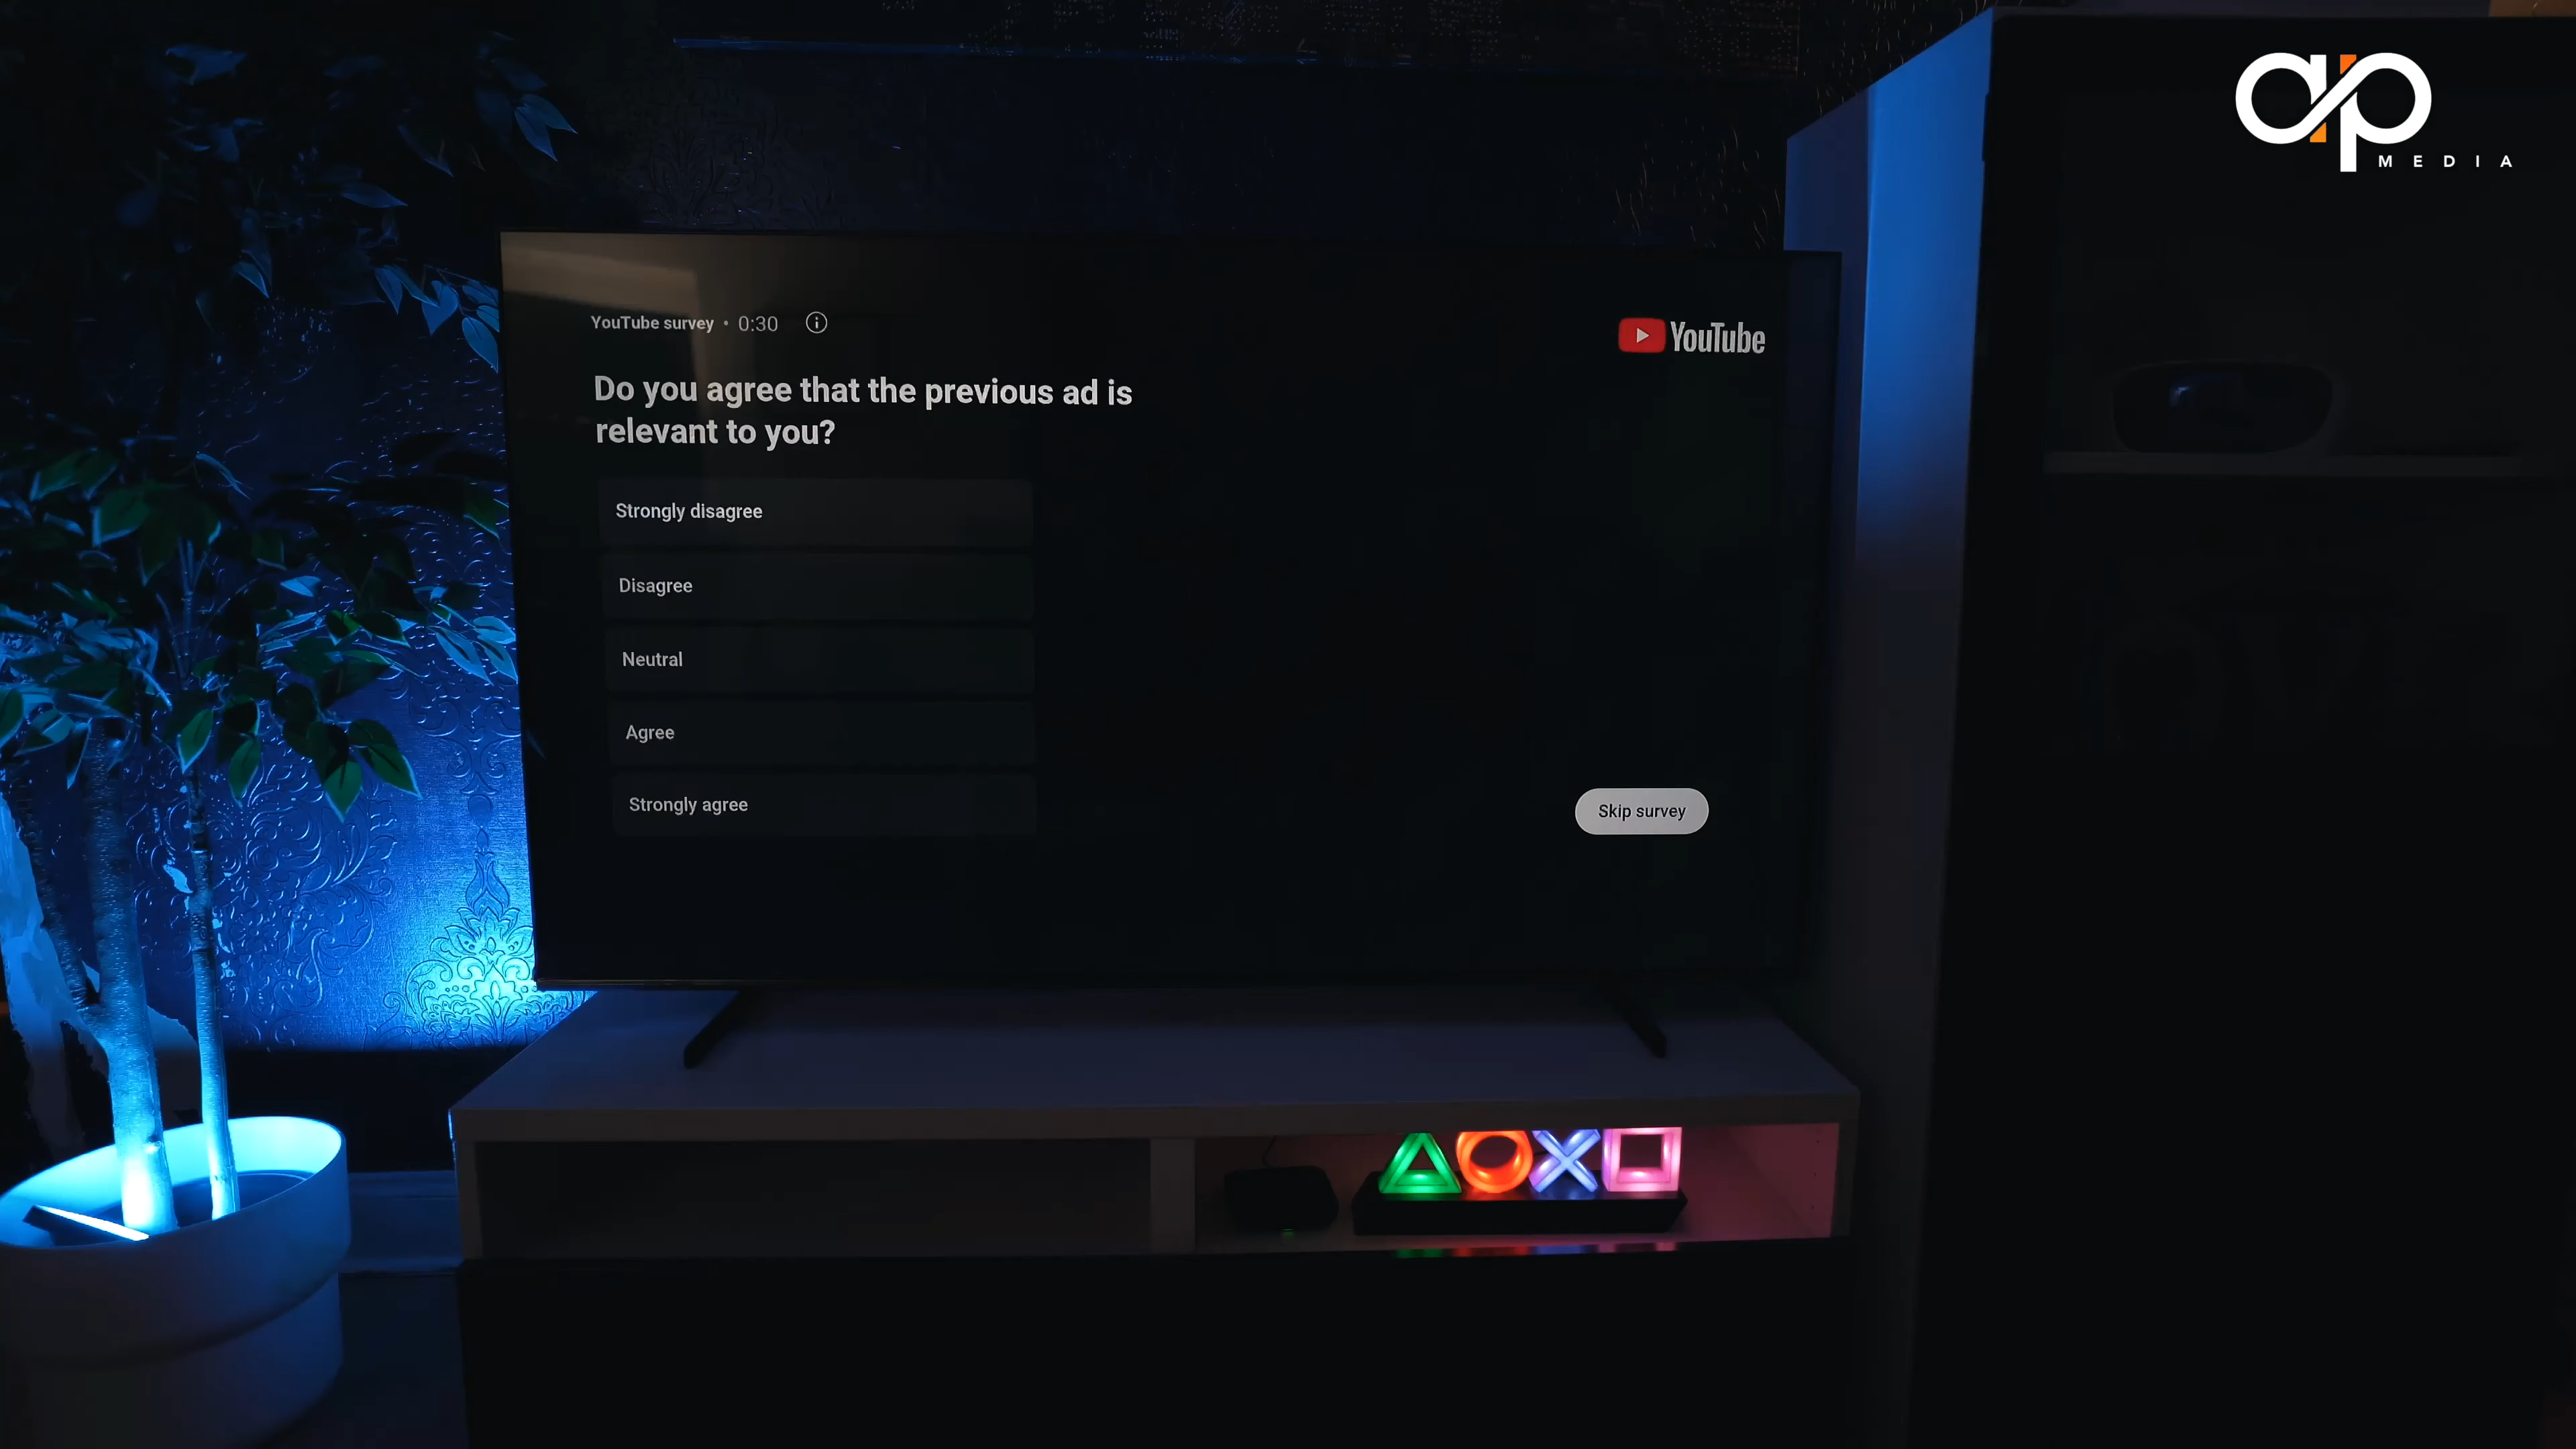 ap
MEDIA
YouTube survey • 0:30
YouTube
Do you agree that the previous ad is
relevant to you?
Strongly disagree
Disagree
Neutral
Agree
Strongly agree
Skip survey